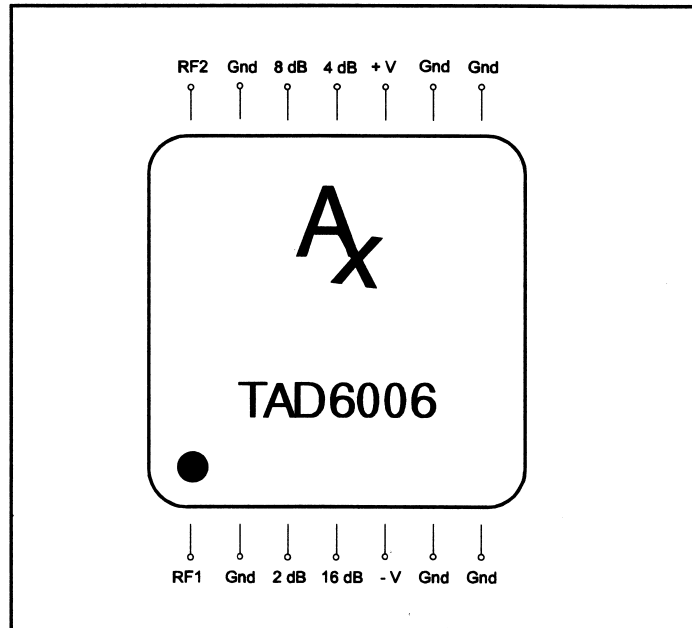 RF2 Gnd 8 dB 4 dB + V Gnd Gnd
Ax
TAD6006
RF1 Gnd 2 dB 16 dB - V Gnd Gnd